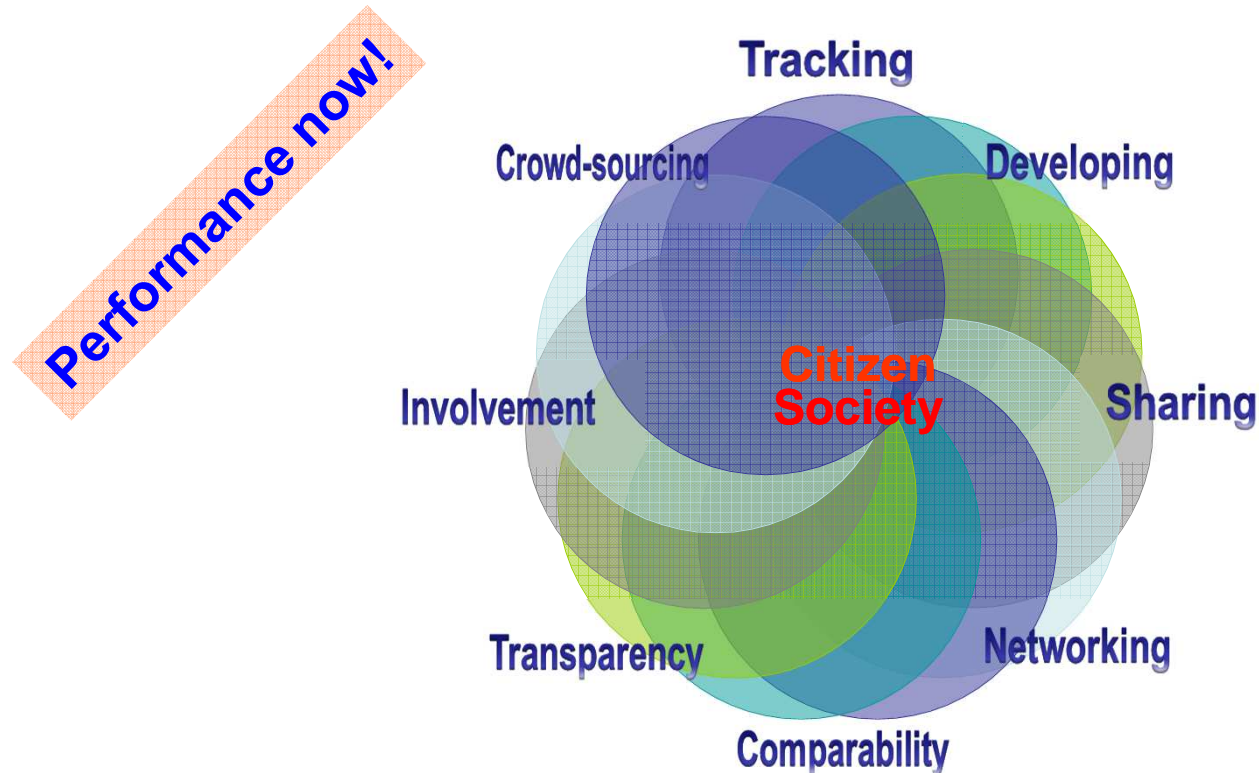 Performance now!
Tracking
Crowd-sourcing
Developing
Citizen
Society
Involvement
Sharing
Transparency
Networking
Comparability